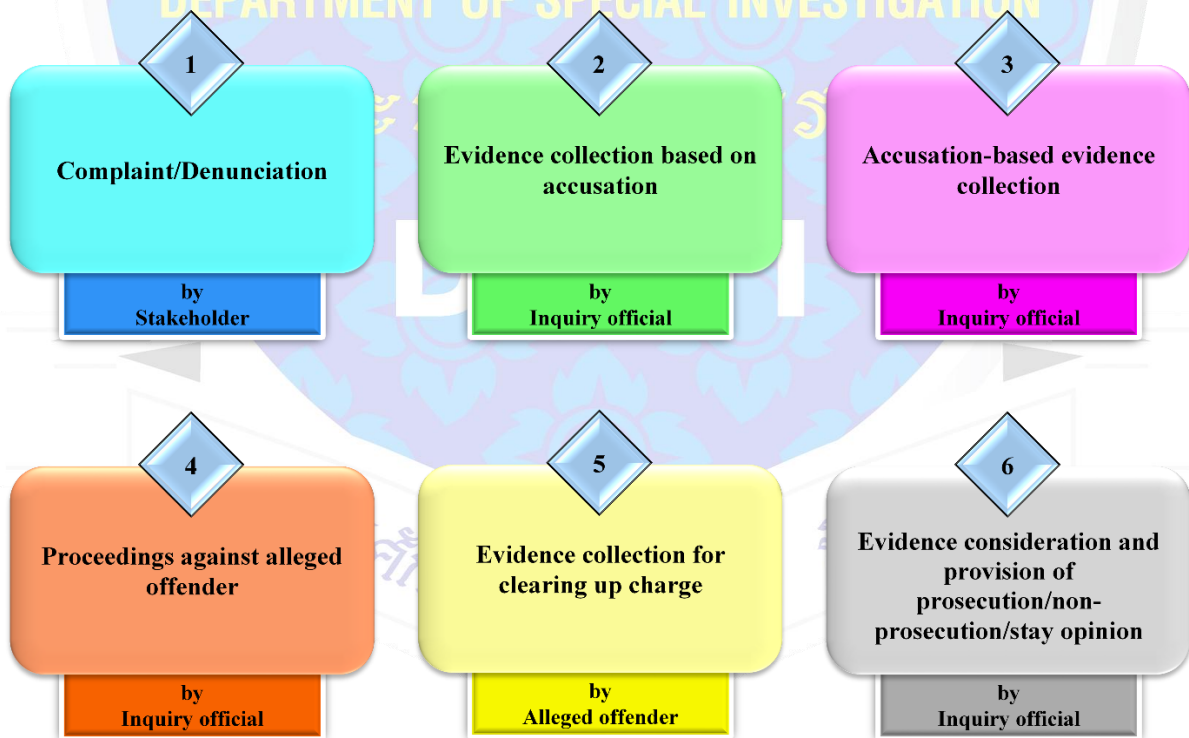 DEPARTMENT OF SPECIAL INVESTIGATION
1
Complaint/Denunciation
by
Stakeholder
2
Evidence collection based on
accusation
by
Inquiry official
3
Accusation-based evidence
collection
by
Inquiry official
4
Proceedings against alleged
offender
by
Inquiry official
5
Evidence collection for
clearing up charge
by
Alleged offender
6
Evidence consideration and
provision of
prosecution/non-
prosecution/stay opinion
by
Inquiry official